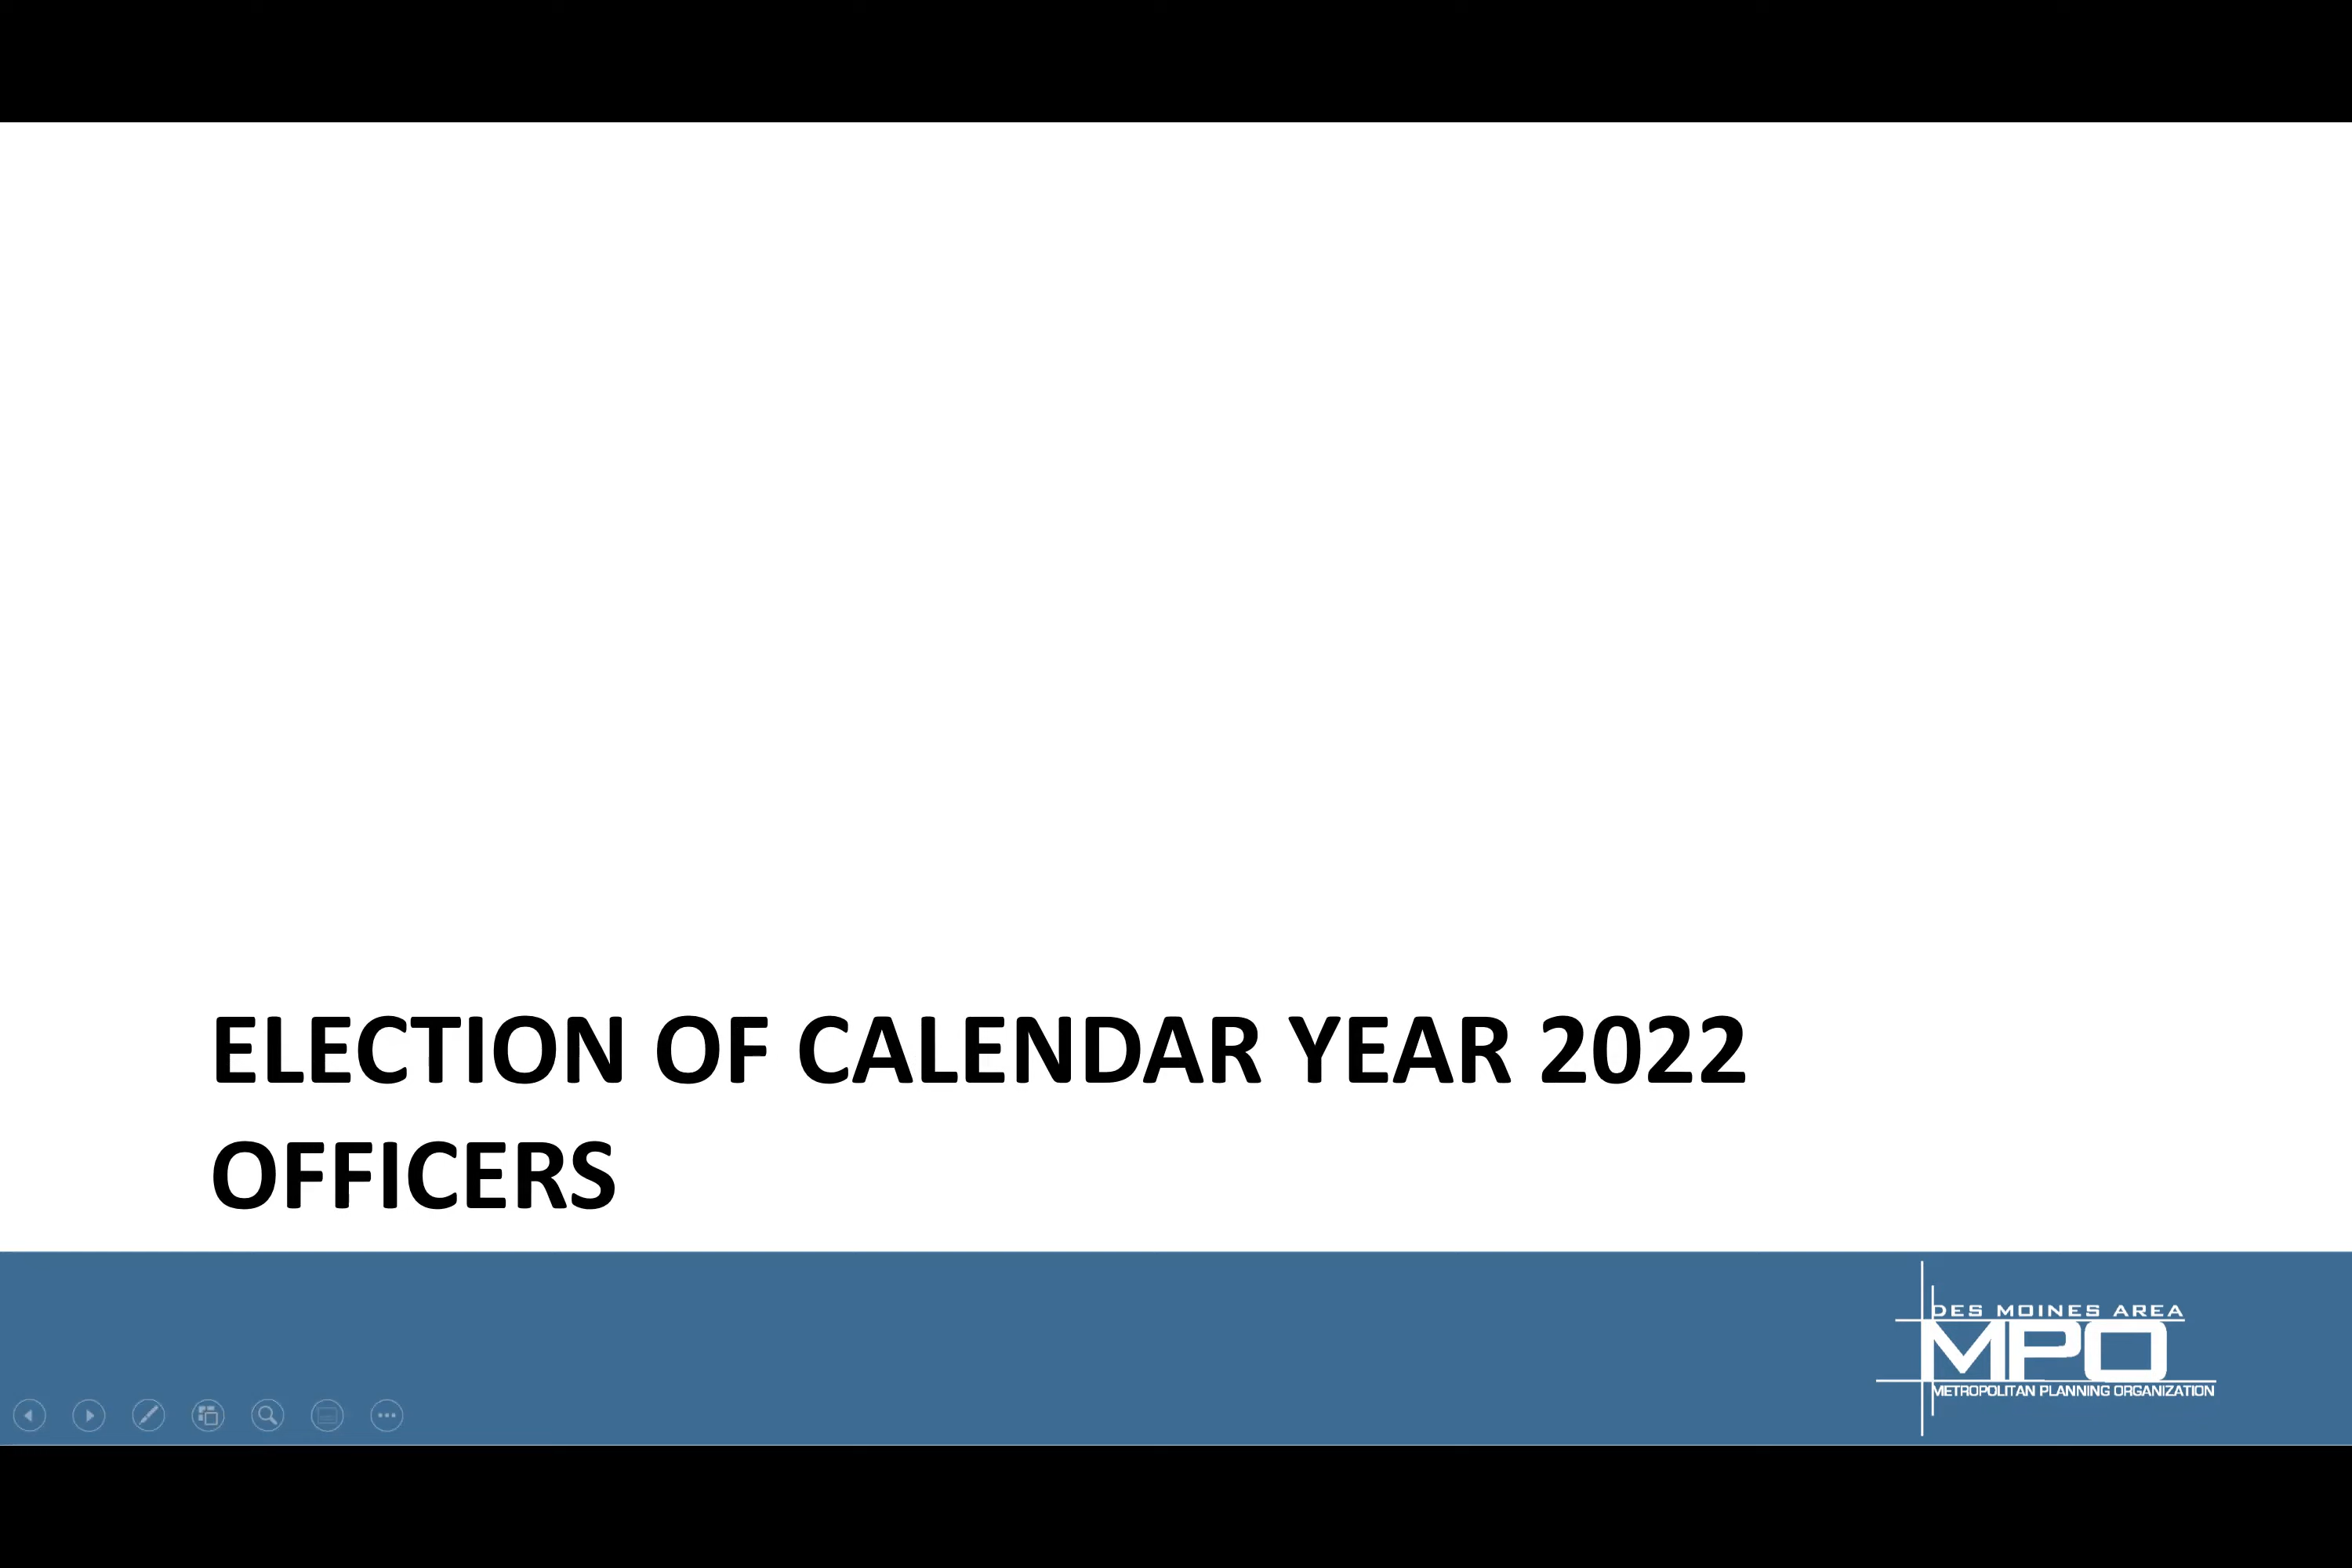 ELECTION OF CALENDAR YEAR 2022
OFFICERS
DES MOINES AREA
MPO
METROPOLITAN PLANNING ORGANIZATION